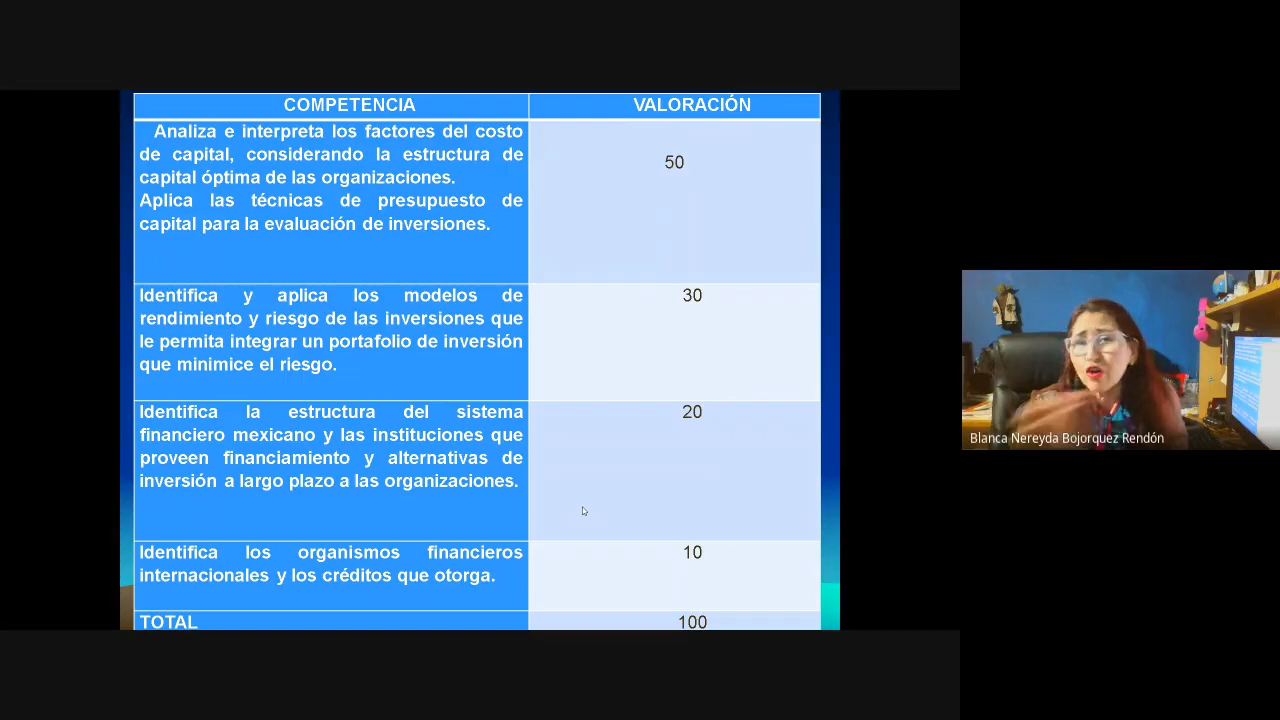 COMPETENCIA VALORACIÓN
Analiza e interpreta los factores del costo
de capital, considerando la estructura de
capital óptima de las organizaciones.
Aplica las técnicas de presupuesto de
capital para la evaluación de inversiones.
50
Identifica y aplica los modelos de
rendimiento y riesgo de las inversiones que
le permita integrar un portafolio de inversión
que minimice el riesgo.
30
Identifica la estructura del sistema
financiero mexicano y las instituciones que
proveen financiamiento y alternativas de
inversión a largo plazo a las organizaciones.
20
Identifica los organismos financieros
internacionales y los créditos que otorga.
10
TOTAL 100
Blanca Nereyda Bojorquez Rendón